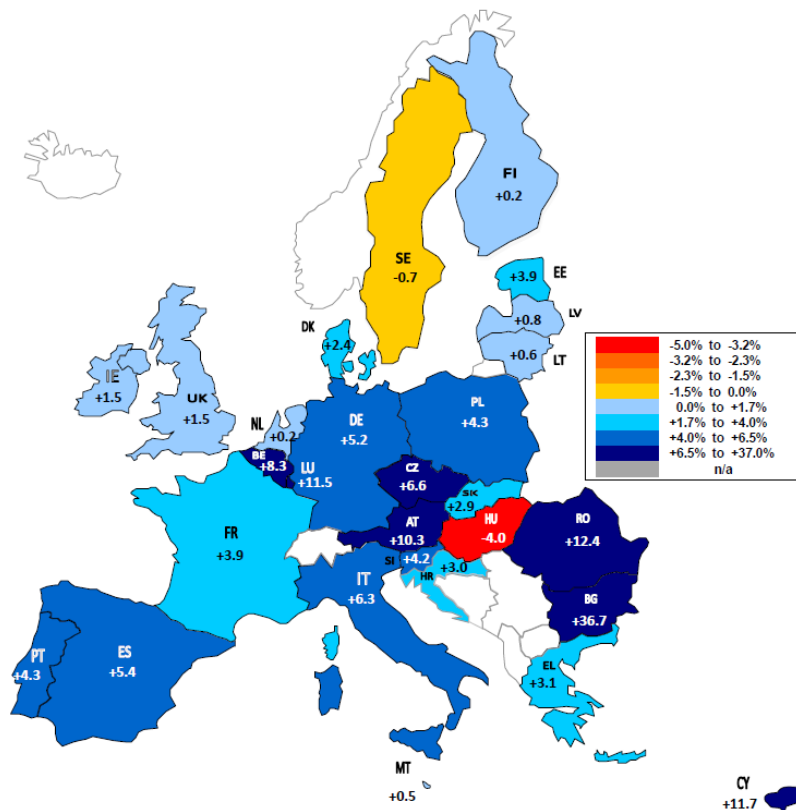 FI
+0.2
SE
-0.7
+3.9 EE
LV
+0.8
DK
+2.4
+0.6 LT
-5.0% to -3.2%
-3.2% to -2.3%
-2.3% to -1.5%
-1.5% to 0.0%
0.0% to +1.7%
+1.7% to +4.0%
+4.0% to +6.5%
+6.5% to +37.0%
n/a
IE
+1.5
UK
+1.5
NL
+0.2
BE
+8.3
LU
+11.5
DE
+5.2
PL
+4.3
CZ
+6.6
SK
+2.9
AT
+10.3
HU
-4.0
RO
+12.4
FR
+3.9
SI
+4.2
HR
+3.0
IT
+6.3
BG
+36.7
PT
+4.3
ES
+5.4
EL
+3.1
MT
+0.5
CY
+11.7